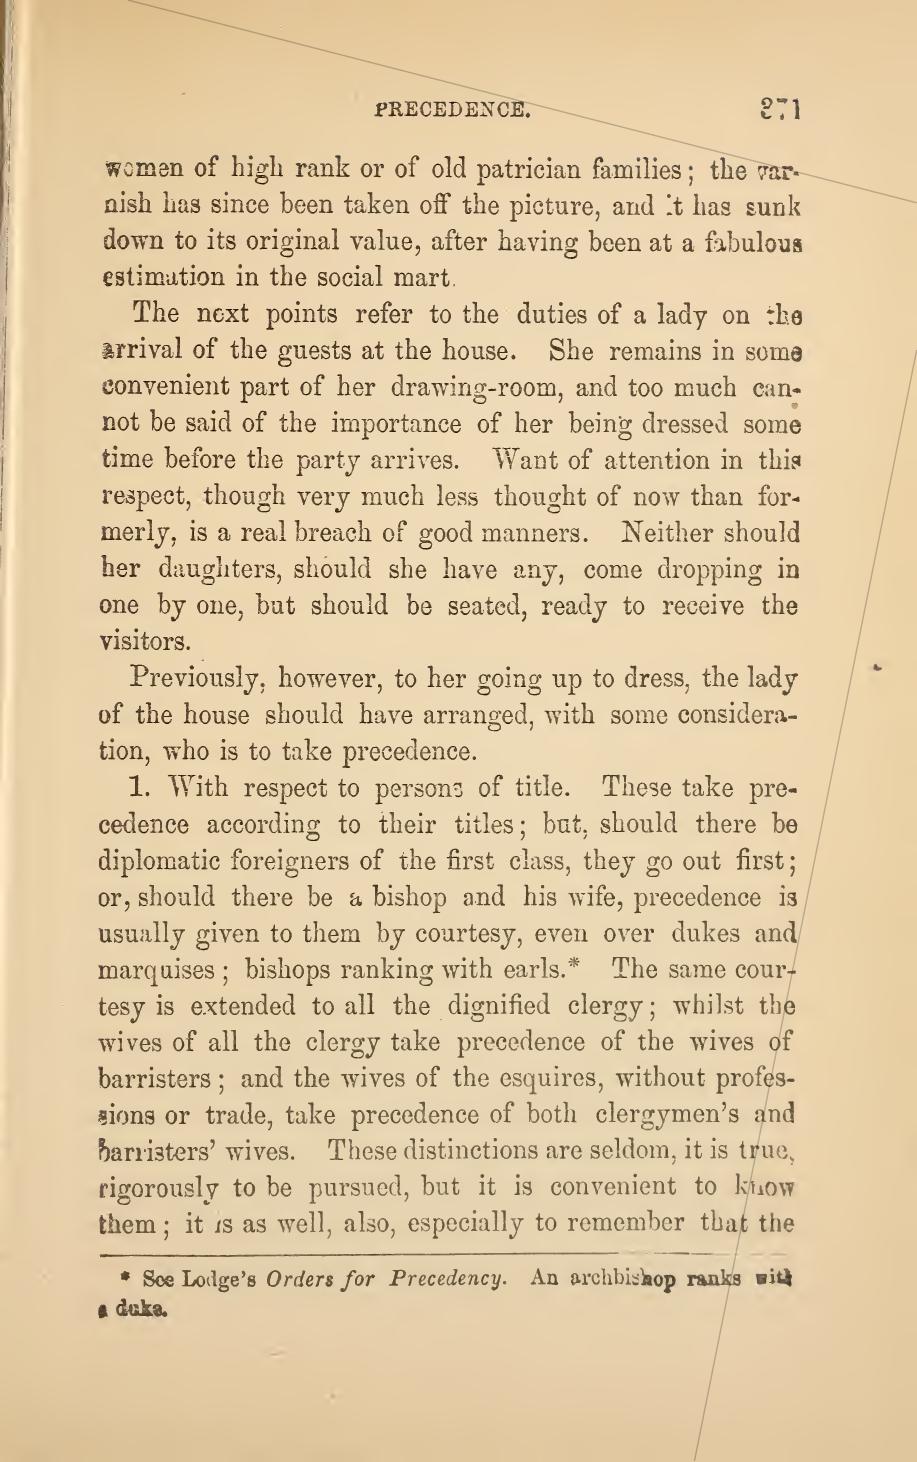 PRECEDENCE. 271
women of high rank or of old patrician families; the var-
nish has since been taken off the picture, and it has sunk
down to its original value, after having been at a fabulous
estimation in the social mart.
The next points refer to the duties of a lady on the
arrival of the guests at the house. She remains in some
convenient part of her drawing-room, and too much can-
not be said of the importance of her being dressed some
time before the party arrives. Want of attention in this
respect, though very much less thought of now than for-
merly, is a real breach of good manners. Neither should
her daughters, should she have any, come dropping in
one by one, but should be seated, ready to receive the
visitors.
Previously, however, to her going up to dress, the lady
of the house should have arranged, with some considera-
tion, who is to take precedence.
1. With respect to persons of title. These take pre-
cedence according to their titles; but, should there be
diplomatic foreigners of the first class, they go out first;
or, should there be a bishop and his wife, precedence is
usually given to them by courtesy, even over dukes and
marquises; bishops ranking with earls.* The same cour-
tesy is extended to all the dignified clergy; whilst the
wives of all the clergy take precedence of the wives of
barristers; and the wives of the esquires, without profes-
sions or trade, take precedence of both clergymen's and
barristers' wives. These distinctions are seldom, it is true,
rigorously to be pursued, but it is convenient to know
them; it is as well, also, especially to remember that the
* See Lodge's Orders for Precedency. An archbishop ranks with
a duke.